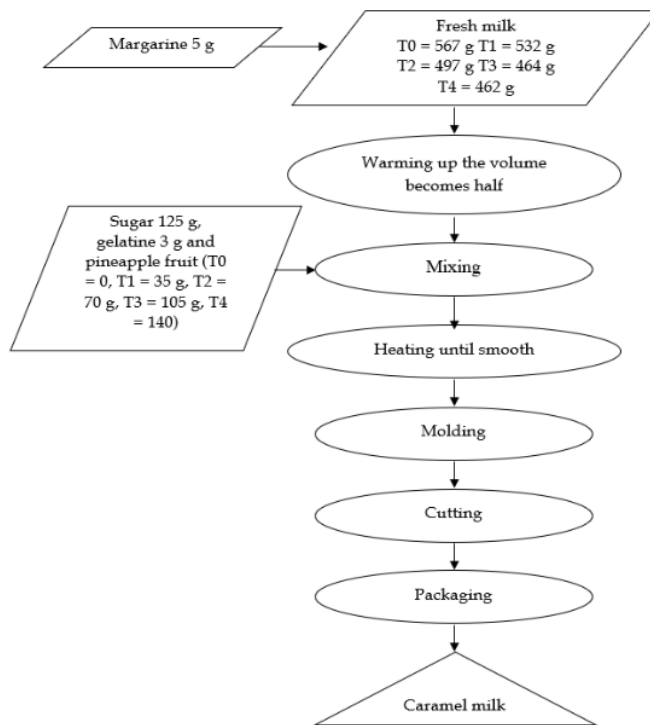 Margarine 5 g
Fresh milk
T0 = 567 g T1 = 532 g
T2 = 497 g T3 = 464 g
T4 = 462 g
Warming up the volume
becomes half
Sugar 125 g,
gelatine 3 g and
pineapple fruit (T0
= 0, T1 = 35 g, T2 =
70 g, T3 = 105 g, T4
= 140)
Mixing
Heating until smooth
Molding
Cutting
Packaging
Caramel milk